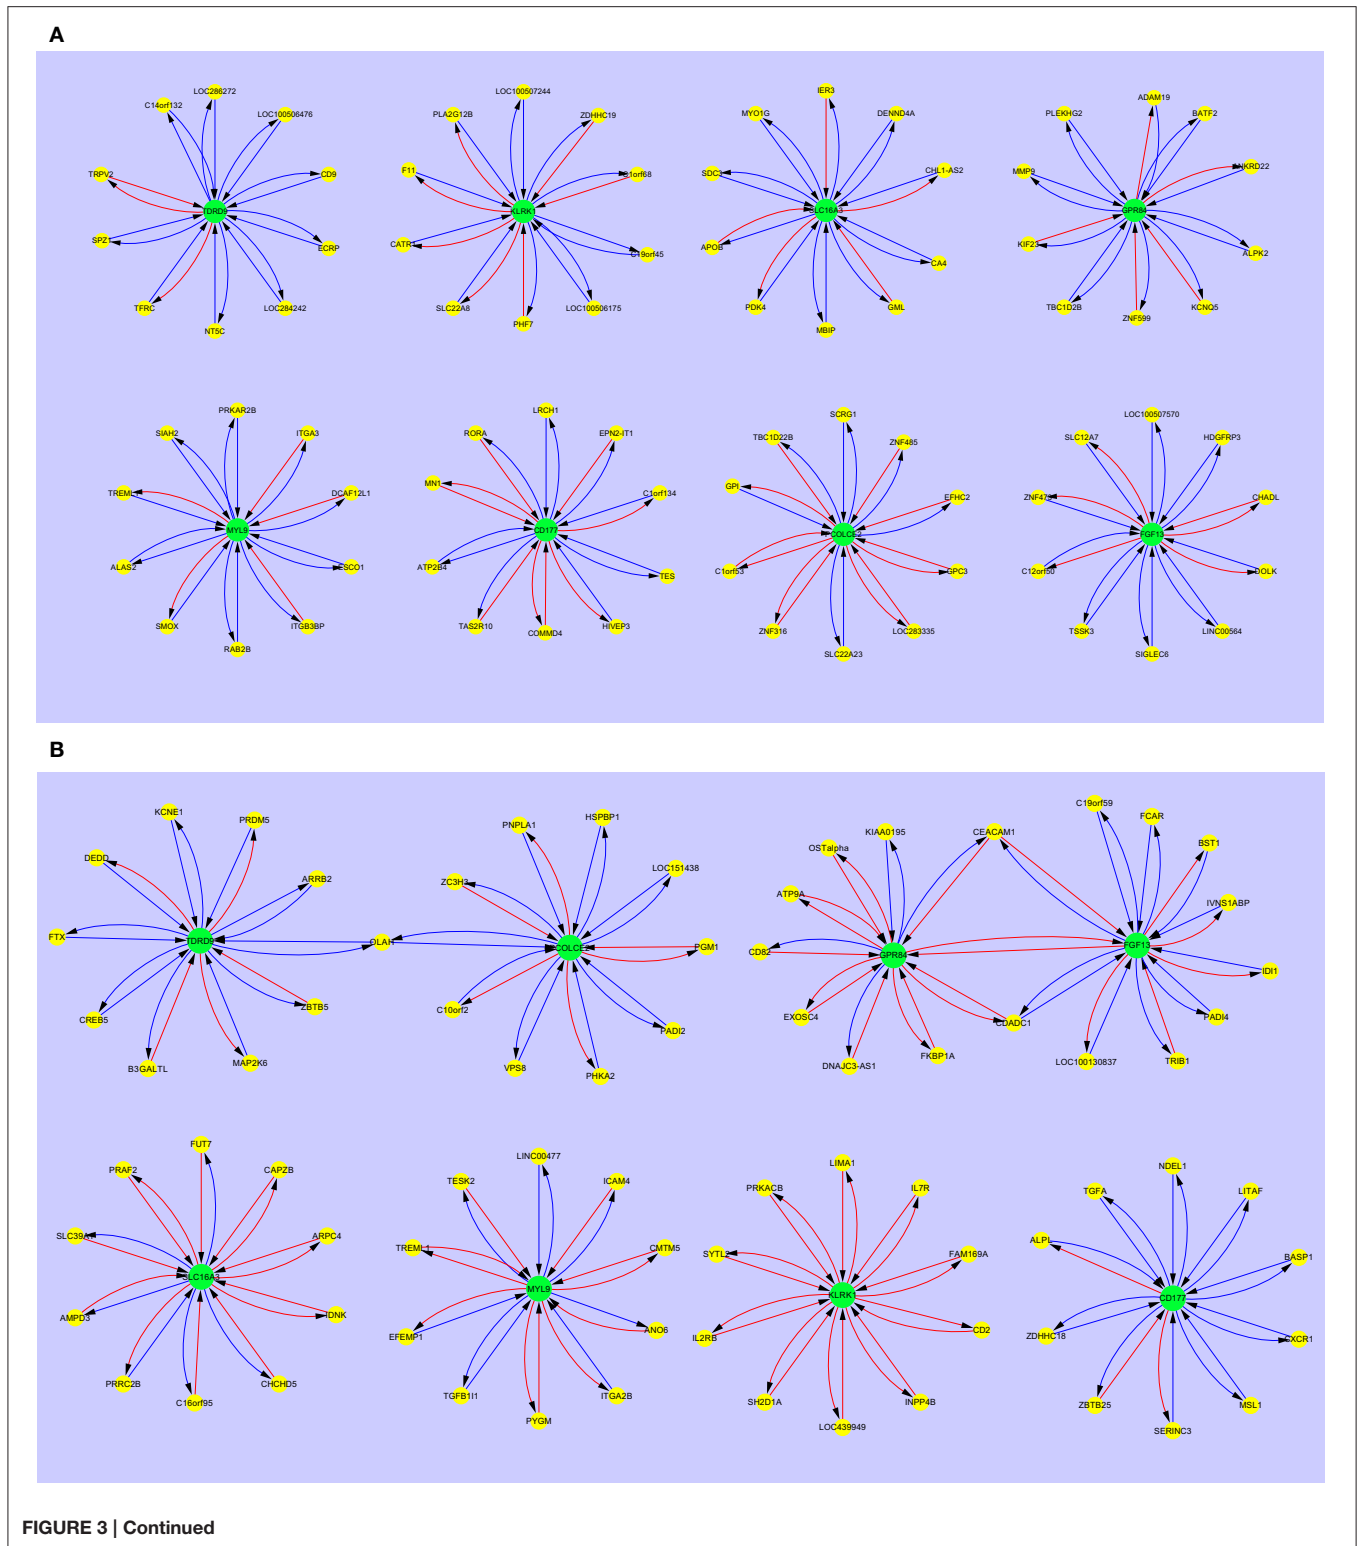 A
LOC286272
C14orf132
LOC100506476
TRPV2
CD9
TDRD9
SPZ1
ECRP
TFRC
LOC284242
NT5C
LOC100507244
PLA2G12B
ZDHHC19
F11
C1orf68
KLRK1
CATR1
C19orf45
SLC22A8
LOC100506175
PHF7
IER3
MYO1G
DENND4A
SDC3
CHL1-AS2
SLC16A3
APOB
CA4
PDK4
GML
MBIP
ADAM19
PLEKHG2
BATF2
MMP9
ANKRD22
GPR84
KIF23
ALPK2
TBC1D2B
KCNQ5
ZNF599
PRKAR2B
SIAH2
ITGA3
TREML
DCAF12L1
MYL9
ALAS2
ESCO1
SMOX
ITGB3BP
RAB2B
LRCH1
RORA
EPN2-IT1
MN1
C1orf134
CD177
ATP2B4
TES
TAS2R10
HIVEP3
COMMD4
SCRG1
TBC1D22B
ZNF485
GPI
EFHC2
COLCE2
C1orf53
GPC3
ZNF316
LOC283335
SLC22A23
LOC100507570
SLC12A7
HDGFRP3
ZNF47
CHADL
FGF13
C12orf50
DOLK
TSSK3
LINC00564
SIGLEC6
B
KCNE1
PRDM5
DEDD
ARRB2
FTX
TDRD9
OLAH
CREB5
ZBTB5
B3GALTL
MAP2K6
PNPLA1
HSPBP1
ZC3H3
LOC151438
COLCE2
PGM1
C10orf2
PADI2
VPS8
PHKA2
KIAA0195
CEACAM1
OSTalpha
ATP9A
CD82
GPR84
EXOSC4
CDADC1
DNAJC3-AS1
FKBP1A
C19orf59
FCAR
BST1
IVNS1ABP
FGF13
IDI1
PADI4
LOC100130837
TRIB1
FUT7
PRAF2
CAPZB
SLC39A
ARPC4
SLC16A3
AMPD3
IDNK
PRRC2B
CHCHD5
C16orf95
LINC00477
TESK2
ICAM4
TREML1
CMTM5
MYL9
EFEMP1
ANO6
TGFB1I1
ITGA2B
PYGM
LIMA1
PRKACB
IL7R
SYTL2
FAM169A
KLRK1
IL2RB
CD2
SH2D1A
INPP4B
LOC439949
NDEL1
TGFA
LITAF
ALPL
BASP1
CD177
ZDHHC18
CXCR1
ZBTB25
MSL1
SERINC3
FIGURE 3 | Continued